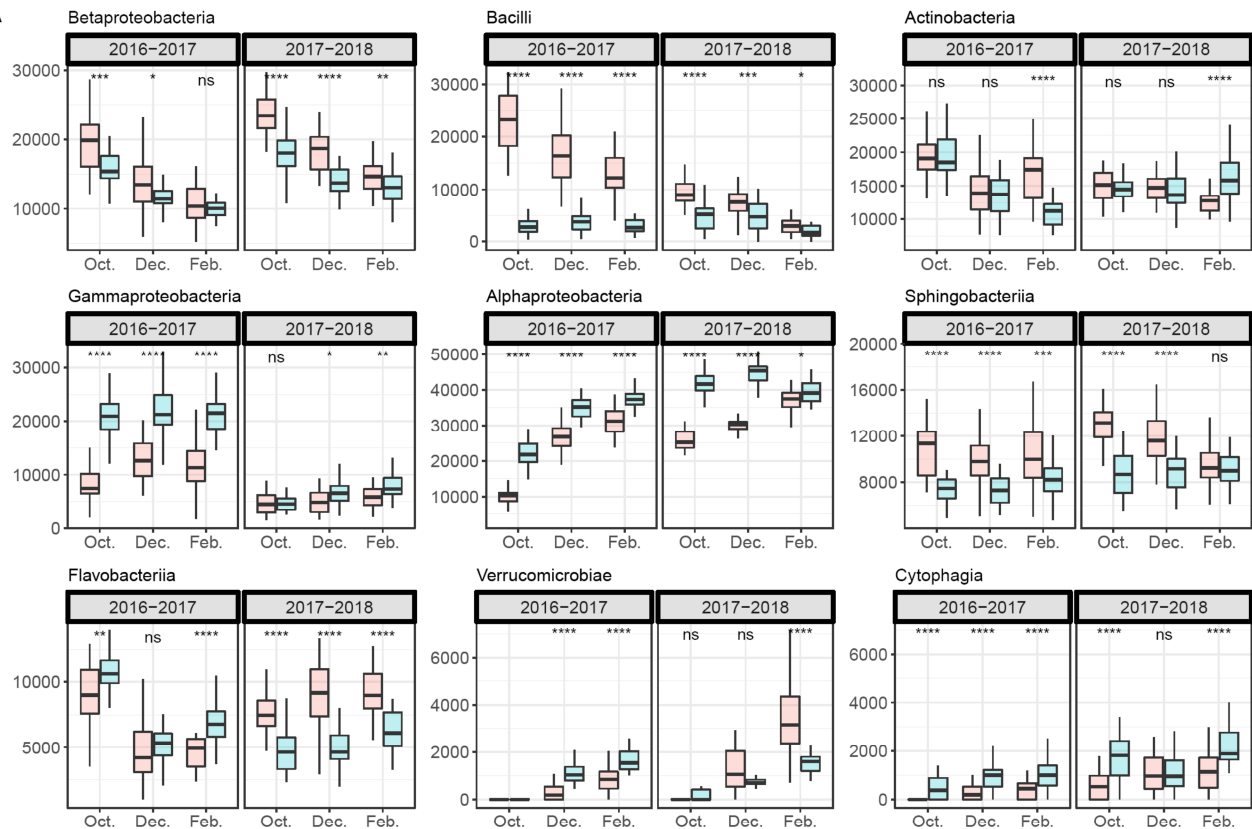 A
Betaproteobacteria
2016−2017 2017−2018
*** * ns **** **** **
30000
20000
10000
Oct. Dec. Feb. Oct. Dec. Feb.
Bacilli
2016−2017 2017−2018
**** **** **** **** *** *
30000
20000
10000
0
Oct. Dec. Feb. Oct. Dec. Feb.
Actinobacteria
2016−2017 2017−2018
ns ns **** ns ns ****
30000
25000
20000
15000
10000
Oct. Dec. Feb. Oct. Dec. Feb.
Gammaproteobacteria
2016−2017 2017−2018
**** **** **** ns * **
30000
20000
10000
0
Oct. Dec. Feb. Oct. Dec. Feb.
Alphaproteobacteria
2016−2017 2017−2018
**** **** **** **** **** *
50000
40000
30000
20000
10000
Oct. Dec. Feb. Oct. Dec. Feb.
Sphingobacteriia
2016−2017 2017−2018
**** **** *** **** **** ns
20000
16000
12000
8000
Oct. Dec. Feb. Oct. Dec. Feb.
Flavobacteriia
2016−2017 2017−2018
** ns **** **** **** ****
10000
5000
0
Oct. Dec. Feb. Oct. Dec. Feb.
Verrucomicrobiae
2016−2017 2017−2018
**** **** ns ns ****
6000
4000
2000
0
Oct. Dec. Feb. Oct. Dec. Feb.
Cytophagia
2016−2017 2017−2018
**** **** **** **** ns ****
6000
4000
2000
0
Oct. Dec. Feb. Oct. Dec. Feb.